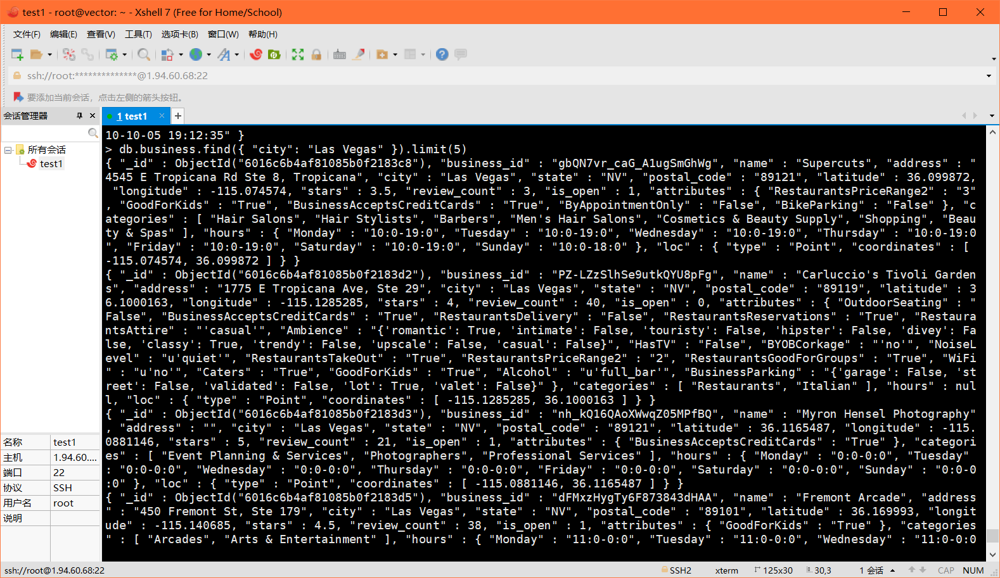 test1 - root@vector: ~ - Xshell 7 (Free for Home/School)
文件(F) 编辑(E) 查看(V) 工具(T) 选项卡(B) 窗口(W) 帮助(H)
ssh://root:**************@1.94.60.68:22
要添加当前会话，点击左侧的箭头按钮。
会话管理器
1 test1
所有会话
test1
名称 test1
主机 1.94.60....
端口 22
协议 SSH
用户名 root
说明
10-10-05 19:12:35" }
> db.business.find({ "city": "Las Vegas" }).limit(5)
{ "_id" : ObjectId("6016c6b4af81085b0f2183c8"), "business_id" : "gbQN7vr_caG_A1ugSmGhWg", "name" : "Supercuts", "address" : "
4545 E Tropicana Rd Ste 8, Tropicana", "city" : "Las Vegas", "state" : "NV", "postal_code" : "89121", "latitude" : 36.099872,
 "longitude" : -115.074574, "stars" : 3.5, "review_count" : 3, "is_open" : 1, "attributes" : { "RestaurantsPriceRange2" : "3"
, "GoodForKids" : "True", "BusinessAcceptsCreditCards" : "True", "ByAppointmentOnly" : "False", "BikeParking" : "False" }, "c
ategories" : [ "Hair Salons", "Hair Stylists", "Barbers", "Men's Hair Salons", "Cosmetics & Beauty Supply", "Shopping", "Beau
ty & Spas" ], "hours" : { "Monday" : "10:0-19:0", "Tuesday" : "10:0-19:0", "Wednesday" : "10:0-19:0", "Thursday" : "10:0-19:0
", "Friday" : "10:0-19:0", "Saturday" : "10:0-19:0", "Sunday" : "10:0-18:0" }, "loc" : { "type" : "Point", "coordinates" : [
-115.074574, 36.099872 ] } }
{ "_id" : ObjectId("6016c6b4af81085b0f2183d2"), "business_id" : "PZ-LZzSlhSe9utkQYU8pFg", "name" : "Carluccio's Tivoli Garden
s", "address" : "1775 E Tropicana Ave, Ste 29", "city" : "Las Vegas", "state" : "NV", "postal_code" : "89119", "latitude" : 3
6.1000163, "longitude" : -115.1285285, "stars" : 4, "review_count" : 40, "is_open" : 0, "attributes" : { "OutdoorSeating" : "
False", "BusinessAcceptsCreditCards" : "True", "RestaurantsDelivery" : "False", "RestaurantsReservations" : "True", "Restaura
ntsAttire" : "'casual'", "Ambience" : "{'romantic': True, 'intimate': False, 'touristy': False, 'hipster': False, 'divey': Fa
lse, 'classy': True, 'trendy': False, 'upscale': False, 'casual': False}", "HasTV" : "False", "BYOBCorkage" : "'no'", "NoiseL
evel" : "u'quiet'", "RestaurantsTakeOut" : "True", "RestaurantsPriceRange2" : "2", "RestaurantsGoodForGroups" : "True", "WiFi
" : "u'no'", "Caters" : "True", "GoodForKids" : "True", "Alcohol" : "u'full_bar'", "BusinessParking" : "{'garage': False, 'st
reet': False, 'validated': False, 'lot': True, 'valet': False}" }, "categories" : [ "Restaurants", "Italian" ], "hours" : nul
l, "loc" : { "type" : "Point", "coordinates" : [ -115.1285285, 36.1000163 ] } }
{ "_id" : ObjectId("6016c6b4af81085b0f2183d3"), "business_id" : "nh_kQ16QAoXWwqZ05MPfBQ", "name" : "Myron Hensel Photography"
, "address" : "", "city" : "Las Vegas", "state" : "NV", "postal_code" : "89121", "latitude" : 36.1165487, "longitude" : -115.
0881146, "stars" : 5, "review_count" : 21, "is_open" : 1, "attributes" : { "BusinessAcceptsCreditCards" : "True" }, "categori
es" : [ "Event Planning & Services", "Photographers", "Professional Services" ], "hours" : { "Monday" : "0:0-0:0", "Tuesday"
: "0:0-0:0", "Wednesday" : "0:0-0:0", "Thursday" : "0:0-0:0", "Friday" : "0:0-0:0", "Saturday" : "0:0-0:0", "Sunday" : "0:0-0
:0" }, "loc" : { "type" : "Point", "coordinates" : [ -115.0881146, 36.1165487 ] } }
{ "_id" : ObjectId("6016c6b4af81085b0f2183d5"), "business_id" : "dFMxzHygTy6F873843dHAA", "name" : "Fremont Arcade", "address
" : "450 Fremont St, Ste 179", "city" : "Las Vegas", "state" : "NV", "postal_code" : "89101", "latitude" : 36.169993, "longit
ude" : -115.140685, "stars" : 4.5, "review_count" : 38, "is_open" : 1, "attributes" : { "GoodForKids" : "True" }, "categories
" : [ "Arcades", "Arts & Entertainment" ], "hours" : { "Monday" : "11:0-0:0", "Tuesday" : "11:0-0:0", "Wednesday" : "11:0-0:0
ssh://root@1.94.60.68:22 SSH2 xterm 125x30 30,3 1 会话 CAP NUM